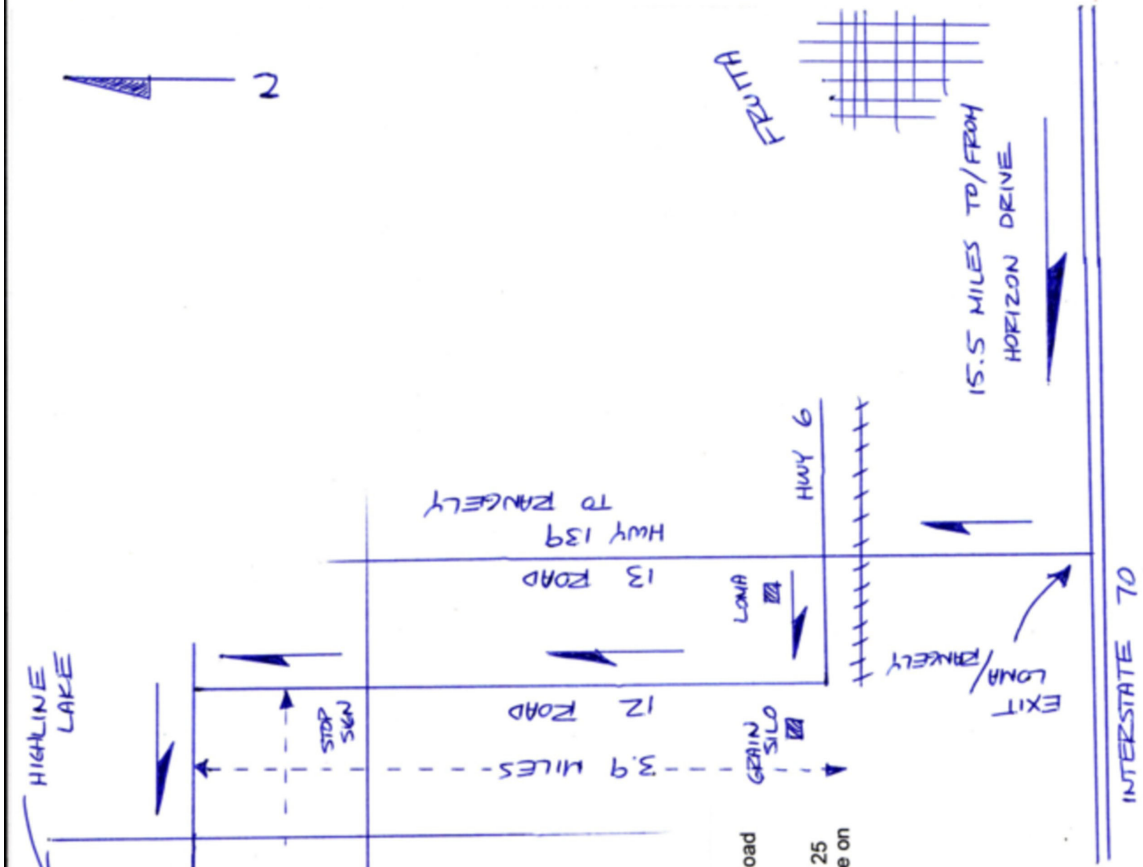 N
FRUITA
15.5 MILES TO/FROM
HORIZON DRIVE
HWY 6
HWY 139
TO RANGELY
13 ROAD
LOMA
12 ROAD
GRAIN
SILO
STOP
SIGN
3.9 MILES
HIGHLINE
LAKE
EXIT
LOMA/RANGELY
INTERSTATE 70
oad
25
e on